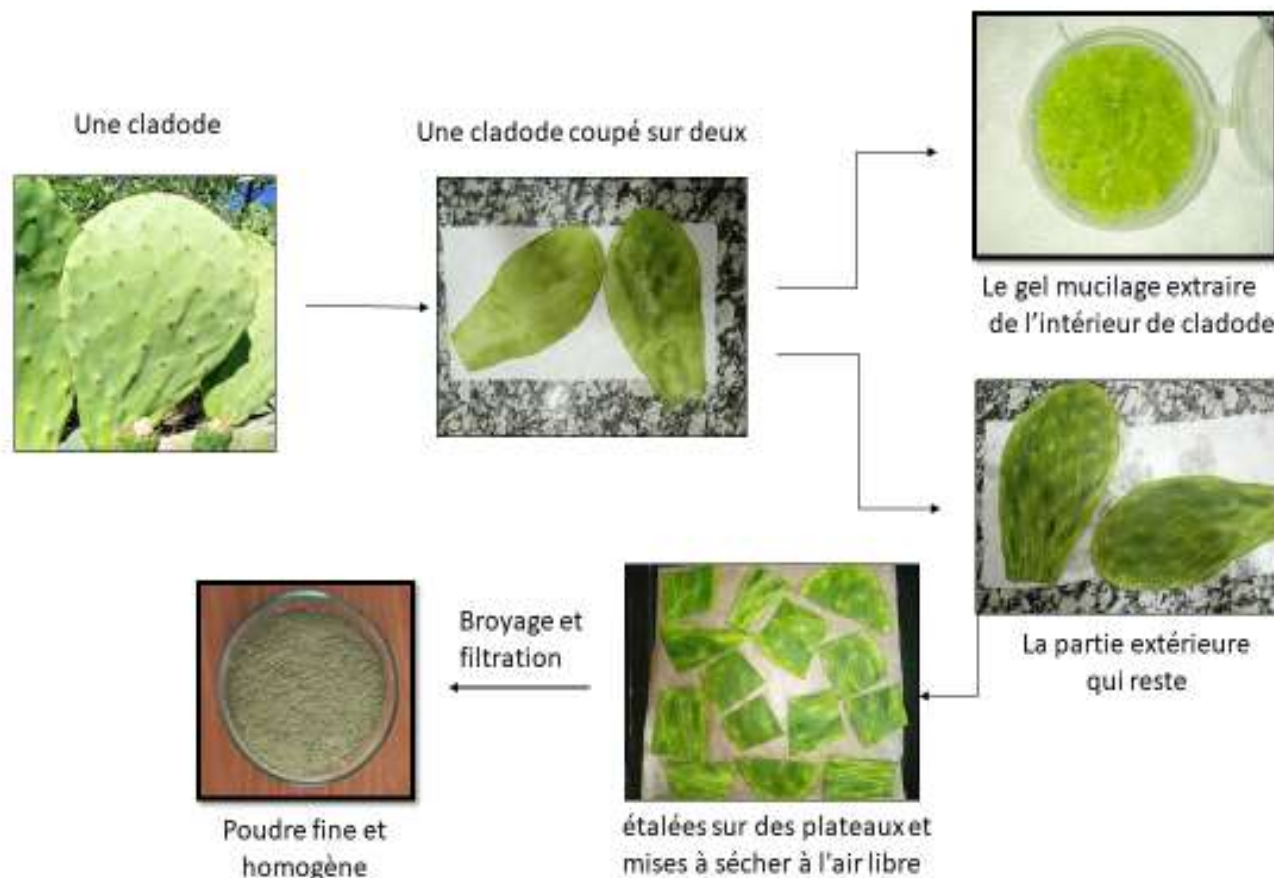 Une cladode
Une cladode coupé sur deux
Le gel mucilage extraire
de l'intérieur de cladode
La partie extérieure
qui reste
étalées sur des plateaux et
mises à sécher à l'air libre
Broyage et
filtration
Poudre fine et
homogène